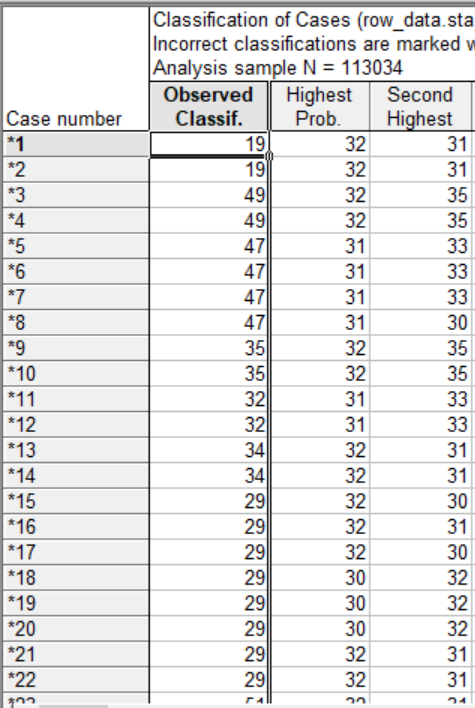 Classification of Cases (row_data.sta
Incorrect classifications are marked w
Analysis sample N = 113034
Case number Observed Classif. Highest Prob. Second Highest
*1 19 32 31
*2 19 32 31
*3 49 32 35
*4 49 32 35
*5 47 31 33
*6 47 31 33
*7 47 31 33
*8 47 31 30
*9 35 32 35
*10 35 32 35
*11 32 31 33
*12 32 31 33
*13 34 32 31
*14 34 32 31
*15 29 32 30
*16 29 32 31
*17 29 32 30
*18 29 30 32
*19 29 30 32
*20 29 30 32
*21 29 32 31
*22 29 32 31